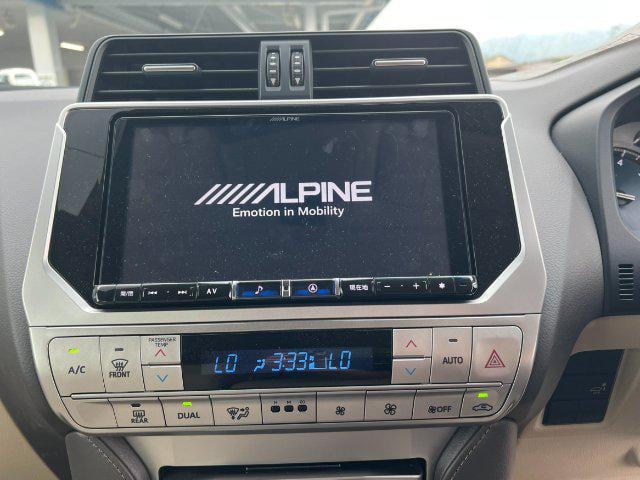 ALPINE
ALPINE
Emotion in Mobility
AV
現在地
PASSENGER TEMP
A/C
FRONT
LO 3:33 LO
AUTO
REAR
DUAL
OFF
4